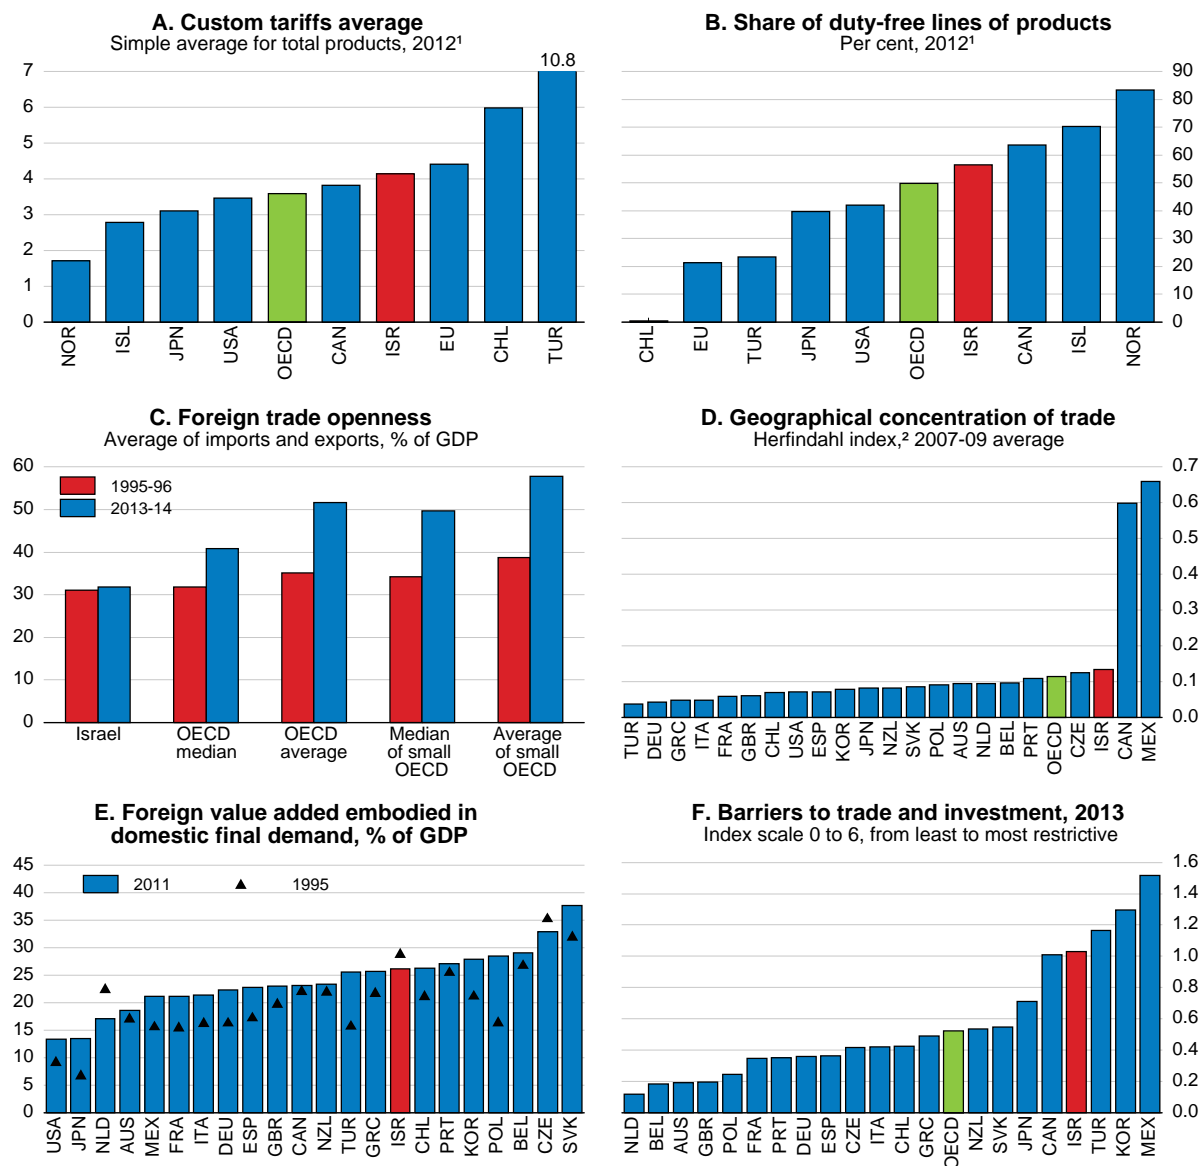 A. Custom tariffs average
Simple average for total products, 2012¹
7
6
5
4
3
2
1
0
10.8
NOR ISL JPN USA OECD CAN ISR EU CHL TUR
B. Share of duty-free lines of products
Per cent, 2012¹
90
80
70
60
50
40
30
20
10
0
CHL EU TUR JPN USA OECD ISR CAN ISL NOR
C. Foreign trade openness
Average of imports and exports, % of GDP
60
50
40
30
20
10
0
1995-96
2013-14
Israel
OECD
median
OECD
average
Median
of small
OECD
Average
of small
OECD
D. Geographical concentration of trade
Herfindahl index,² 2007-09 average
0.7
0.6
0.5
0.4
0.3
0.2
0.1
0.0
TUR DEU GRC ITA FRA GBR CHL USA ESP KOR JPN NZL SVK POL AUS NLD BEL PRT OECD CZE ISR CAN MEX
E. Foreign value added embodied in
domestic final demand, % of GDP
45
40
35
30
25
20
15
10
5
0
2011
1995
USA JPN NLD AUS MEX FRA ITA DEU ESP GBR CAN NZL TUR GRC ISR CHL PRT KOR POL BEL CZE SVK
F. Barriers to trade and investment, 2013
Index scale 0 to 6, from least to most restrictive
1.6
1.4
1.2
1.0
0.8
0.6
0.4
0.2
0.0
NLD BEL AUS GBR POL FRA PRT DEU ESP CZE ITA CHL GRC OECD NZL SVK JPN CAN ISR TUR KOR MEX